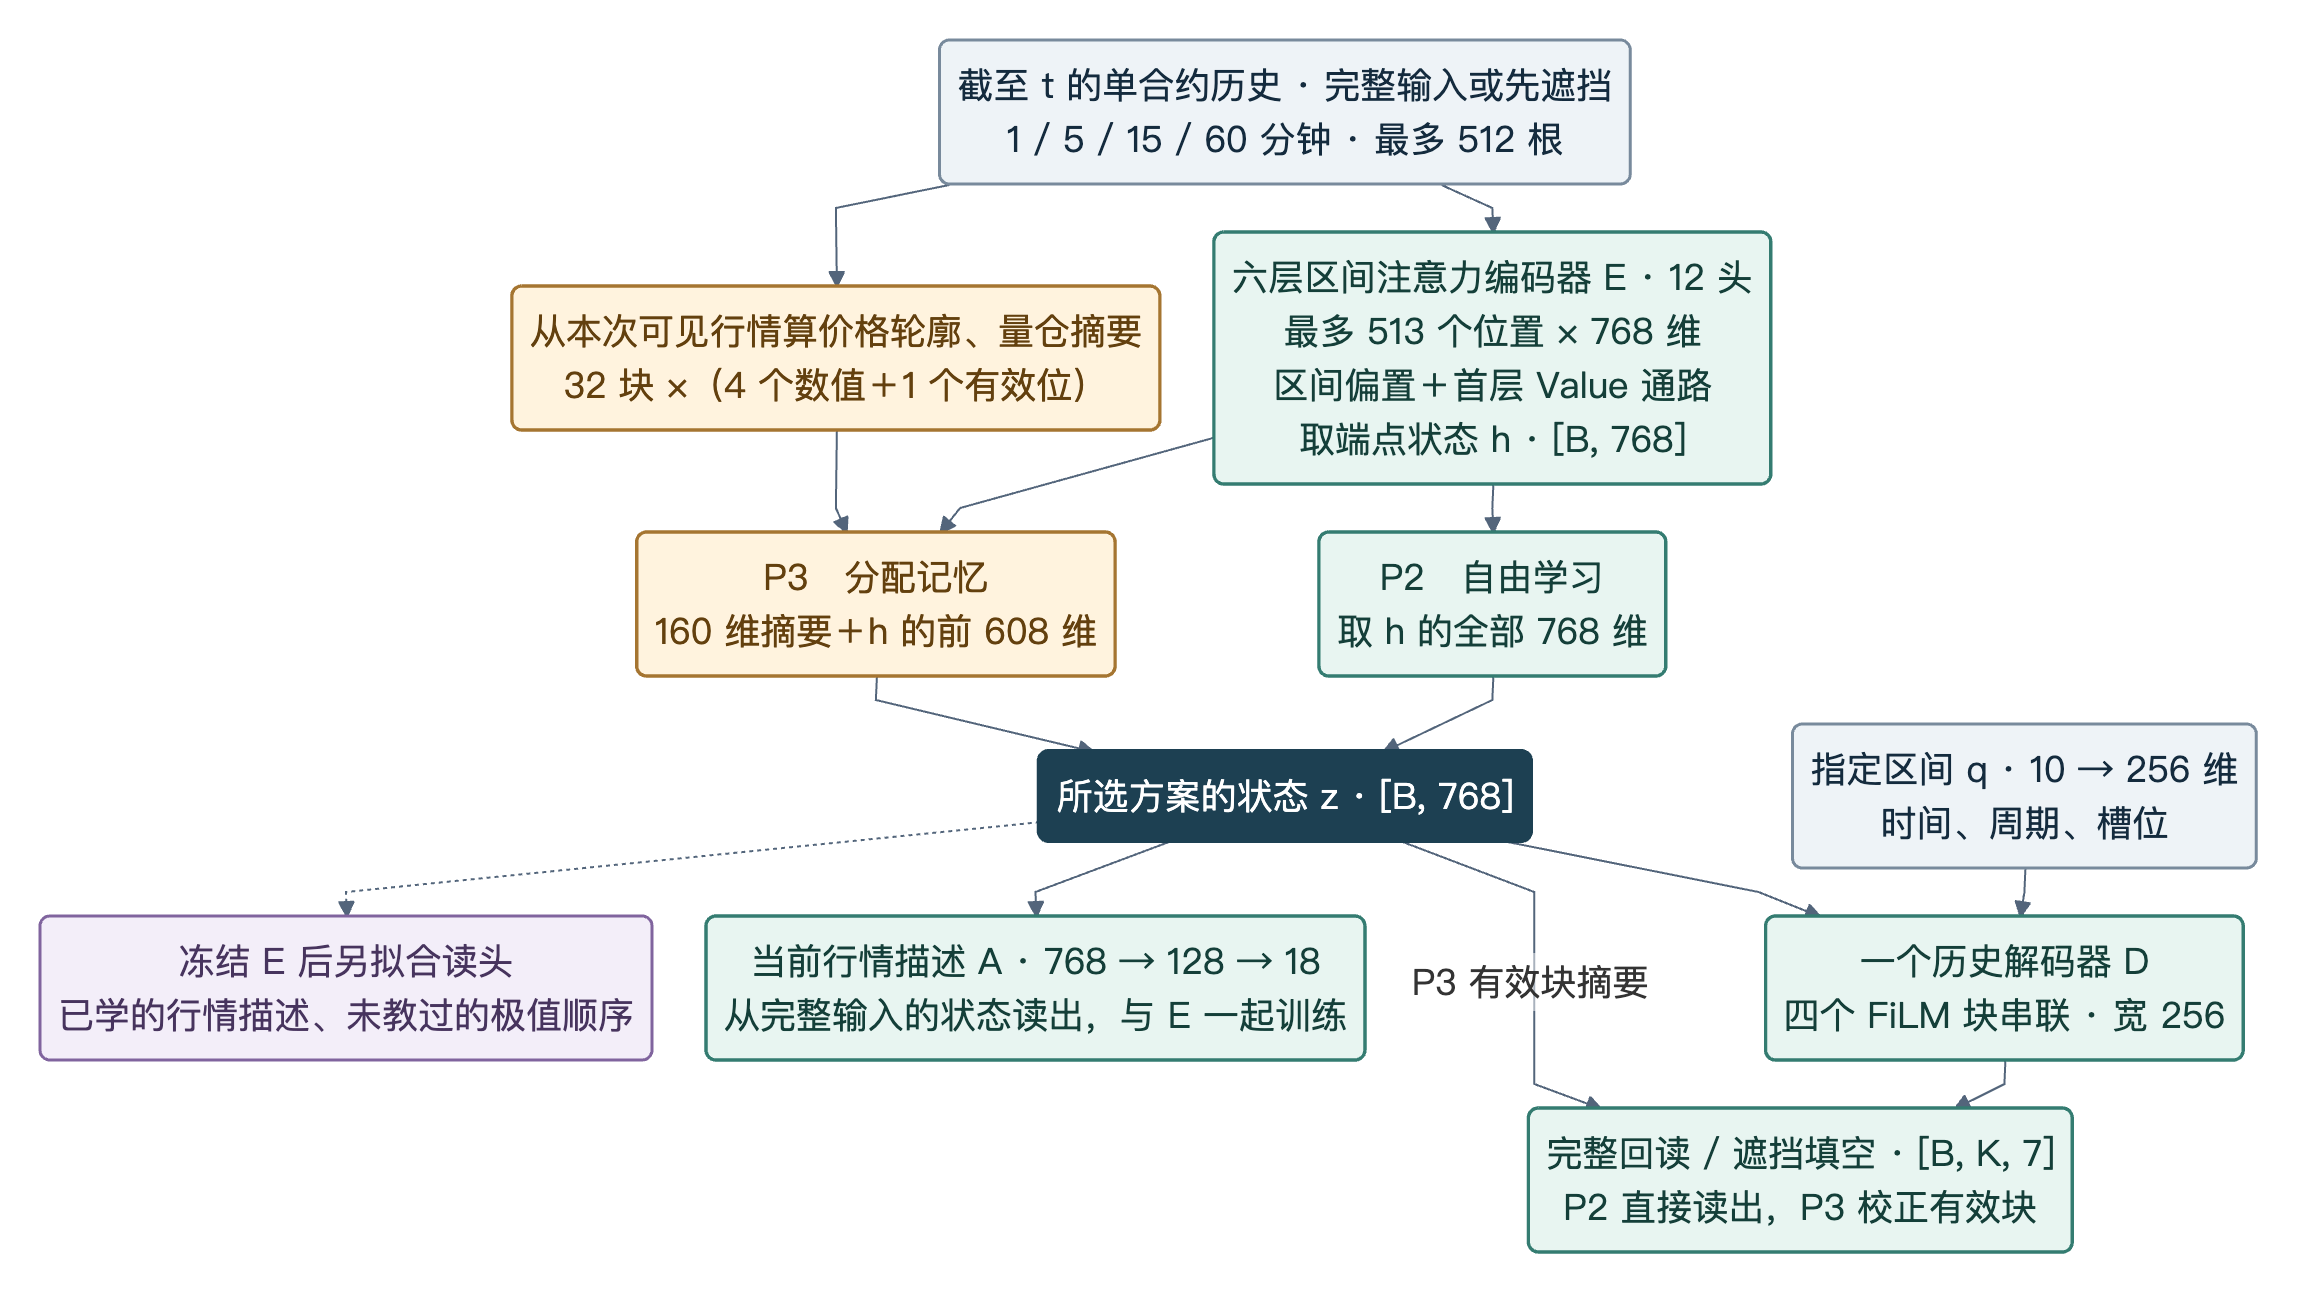 截至 t 的单合约历史 · 完整输入或先遮挡
1 / 5 / 15 / 60 分钟 · 最多 512 根
六层区间注意力编码器 E · 12 头
最多 513 个位置 × 768 维
区间偏置＋首层 Value 通路
取端点状态 h · [B, 768]
从本次可见行情算价格轮廓、量仓摘要
32 块 ×（4 个数值＋1 个有效位）
P3　分配记忆
160 维摘要＋h 的前 608 维
P2　自由学习
取 h 的全部 768 维
所选方案的状态 z · [B, 768]
指定区间 q · 10 → 256 维
时间、周期、槽位
冻结 E 后另拟合读头
已学的行情描述、未教过的极值顺序
当前行情描述 A · 768 → 128 → 18
从完整输入的状态读出，与 E 一起训练
P3 有效块摘要
一个历史解码器 D
四个 FiLM 块串联 · 宽 256
完整回读 / 遮挡填空 · [B, K, 7]
P2 直接读出，P3 校正有效块